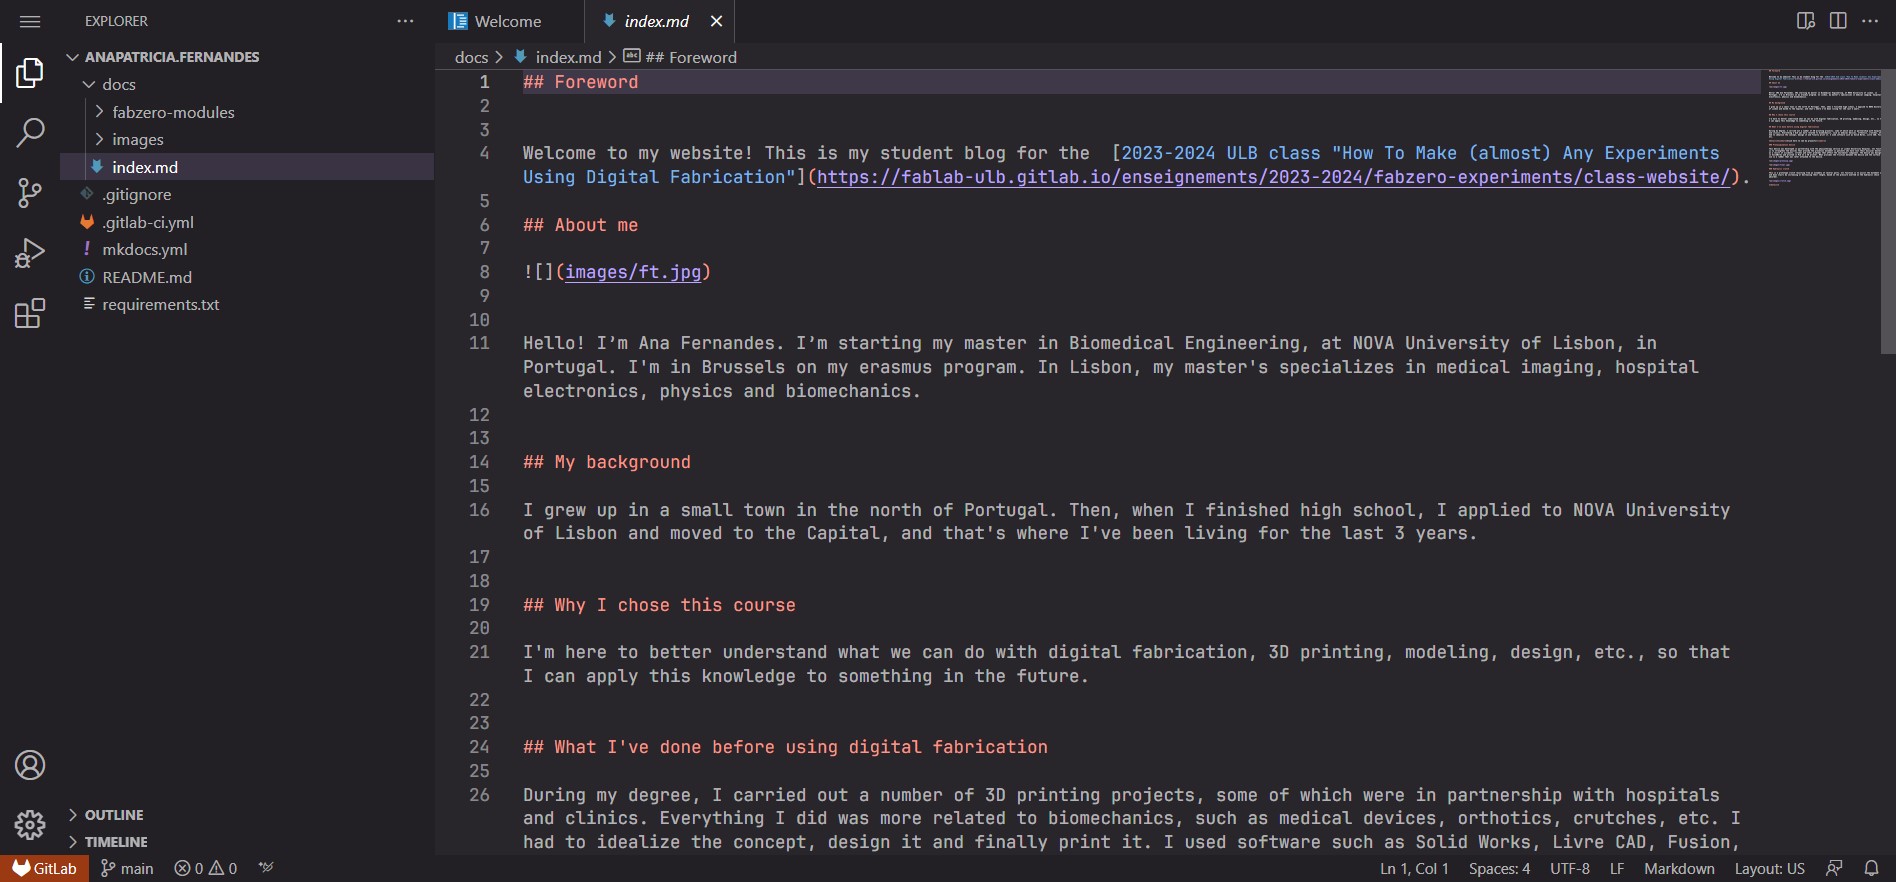 EXPLORER
Welcome
index.md
ANAPATRICIA.FERNANDES
docs
fabzero-modules
images
index.md
.gitignore
.gitlab-ci.yml
mkdocs.yml
README.md
requirements.txt
OUTLINE
TIMELINE
docs > index.md > ## Foreword
1 ## Foreword
2
3
4 Welcome to my website! This is my student blog for the  [2023-2024 ULB class "How To Make (almost) Any Experiments
Using Digital Fabrication"](https://fablab-ulb.gitlab.io/enseignements/2023-2024/fabzero-experiments/class-website/).
5
6 ## About me
7
8 ![](images/ft.jpg)
9
10
11 Hello! I’m Ana Fernandes. I’m starting my master in Biomedical Engineering, at NOVA University of Lisbon, in
Portugal. I'm in Brussels on my erasmus program. In Lisbon, my master's specializes in medical imaging, hospital
electronics, physics and biomechanics.
12
13
14 ## My background
15
16 I grew up in a small town in the north of Portugal. Then, when I finished high school, I applied to NOVA University
of Lisbon and moved to the Capital, and that's where I've been living for the last 3 years.
17
18
19 ## Why I chose this course
20
21 I'm here to better understand what we can do with digital fabrication, 3D printing, modeling, design, etc., so that
I can apply this knowledge to something in the future.
22
23
24 ## What I've done before using digital fabrication
25
26 During my degree, I carried out a number of 3D printing projects, some of which were in partnership with hospitals
and clinics. Everything I did was more related to biomechanics, such as medical devices, orthotics, crutches, etc. I
had to idealize the concept, design it and finally print it. I used software such as Solid Works, Livre CAD, Fusion,
GitLab main 0 0 Ln 1, Col 1 Spaces: 4 UTF-8 LF Markdown Layout: US